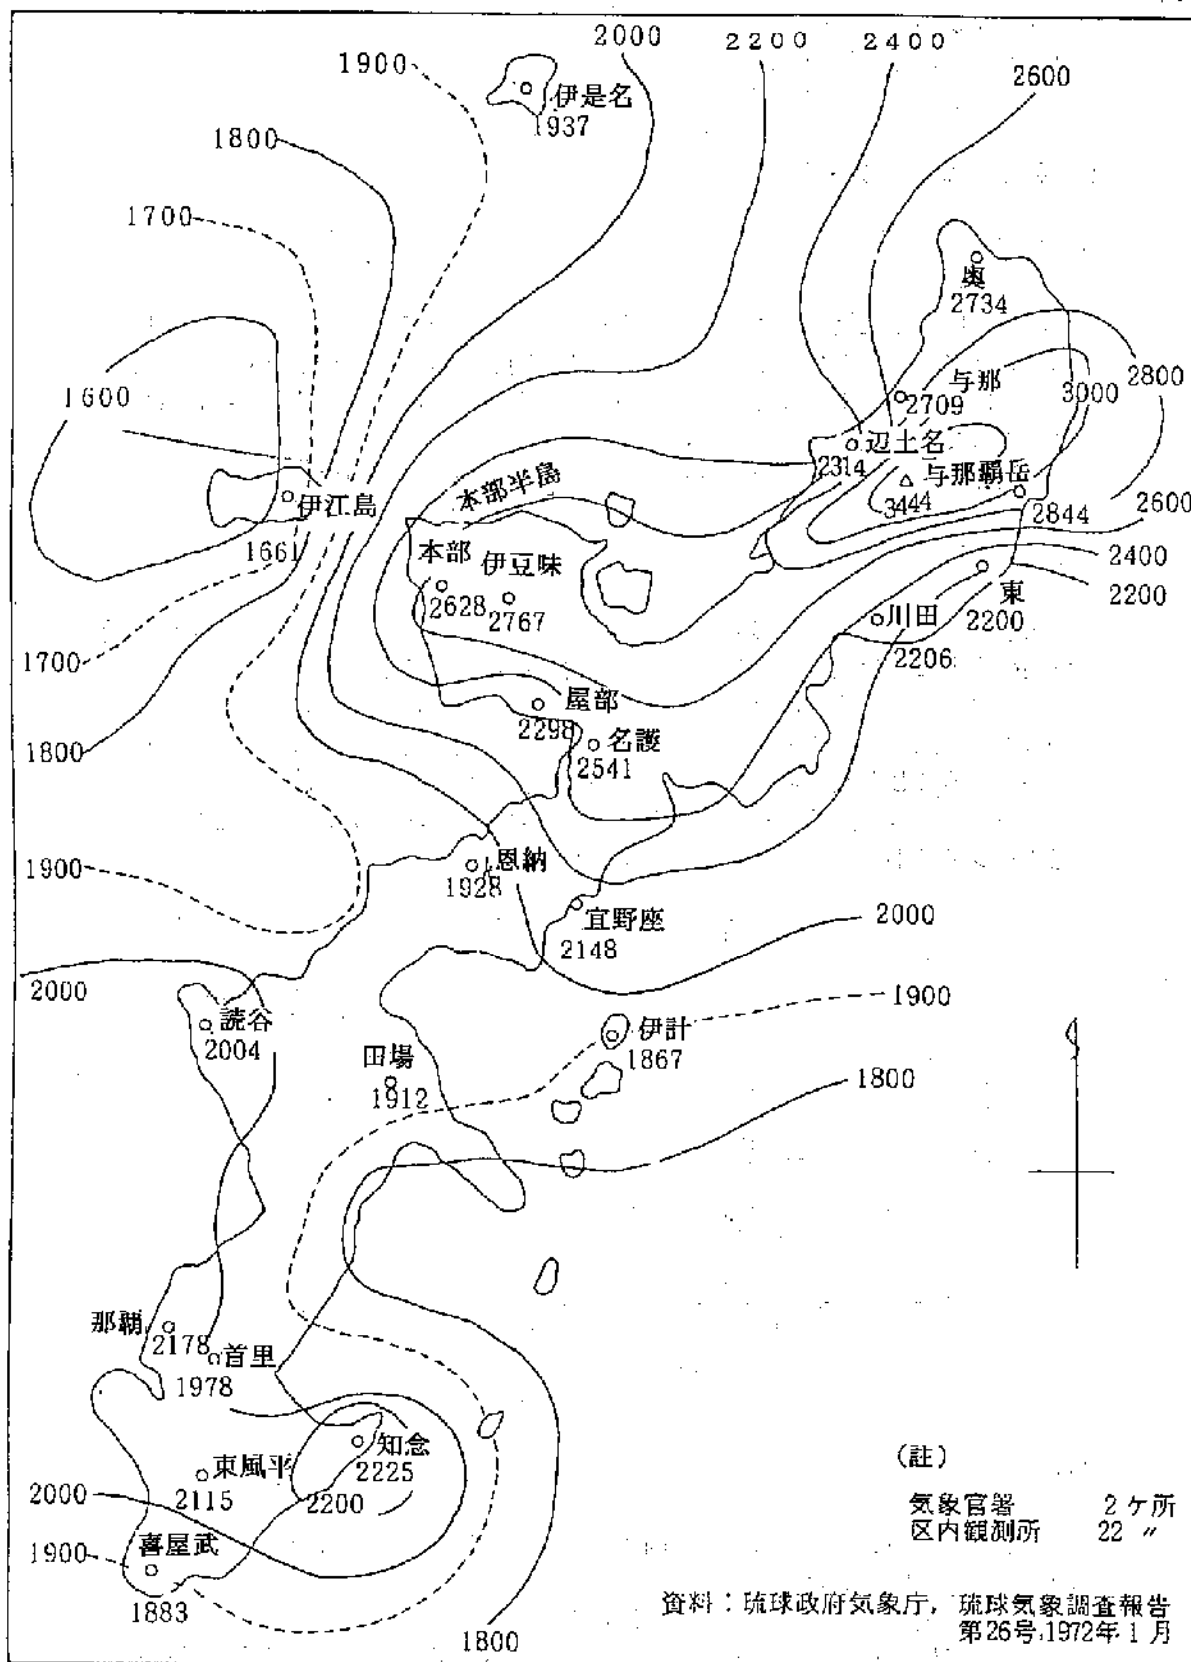 2000
2200
2400
1900
2600
伊是名
1937
1800
1700
奥
2734
1600
与那
2709
3000
2800
辺土名
2314
与那覇岳
3444
2844
2600
本部半島
伊江島
1661
本部
2628
伊豆味
2767
2400
東
2200
2200
川田
2206
1700
屋部
2298
名護
2541
1800
恩納
1928
1900
宜野座
2148
2000
2000
1900
読谷
2004
伊計
1867
田場
1912
1800
那覇
2178
首里
1978
知念
2225
東風平
2115
2200
2000
喜屋武
1883
1900
1800
(註)
気象官署 2ヶ所
区内観測所 22 〃
資料：琉球政府気象庁，琉球気象調査報告
第26号，1972年1月